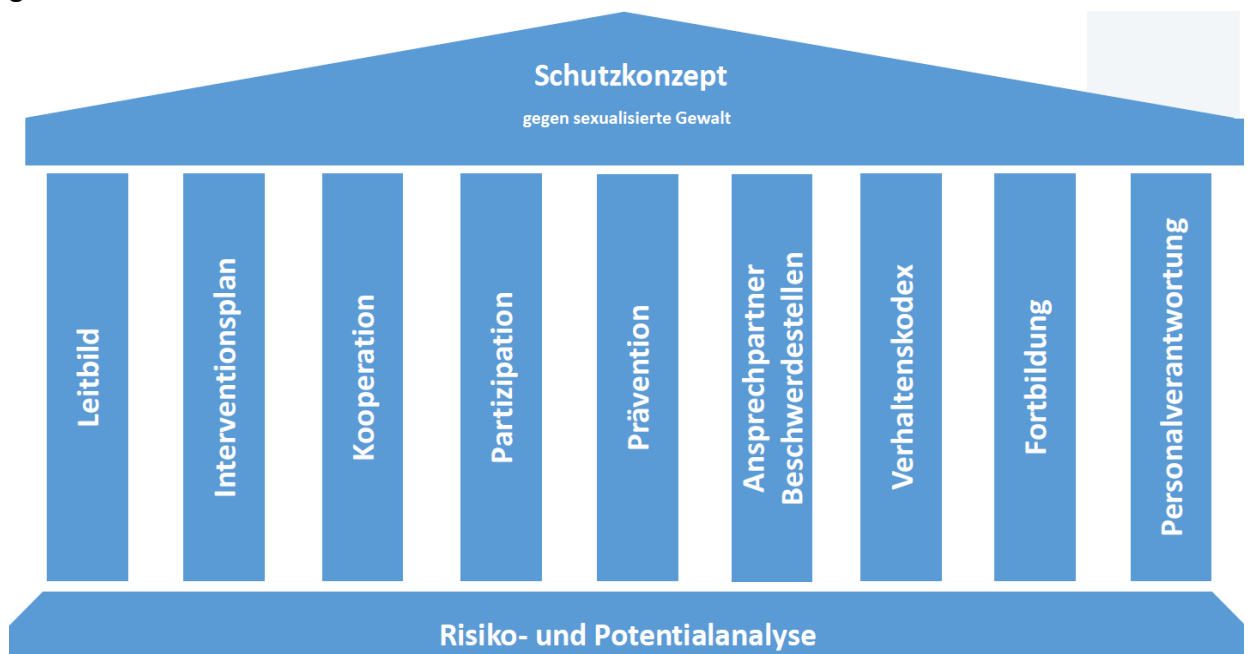 Schutzkonzept
gegen sexualisierte Gewalt
Leitbild
Interventionsplan
Kooperation
Partizipation
Prävention
Ansprechpartner
Beschwerdestellen
Verhaltenskodex
Fortbildung
Personalverantwortung
Risiko- und Potentialanalyse